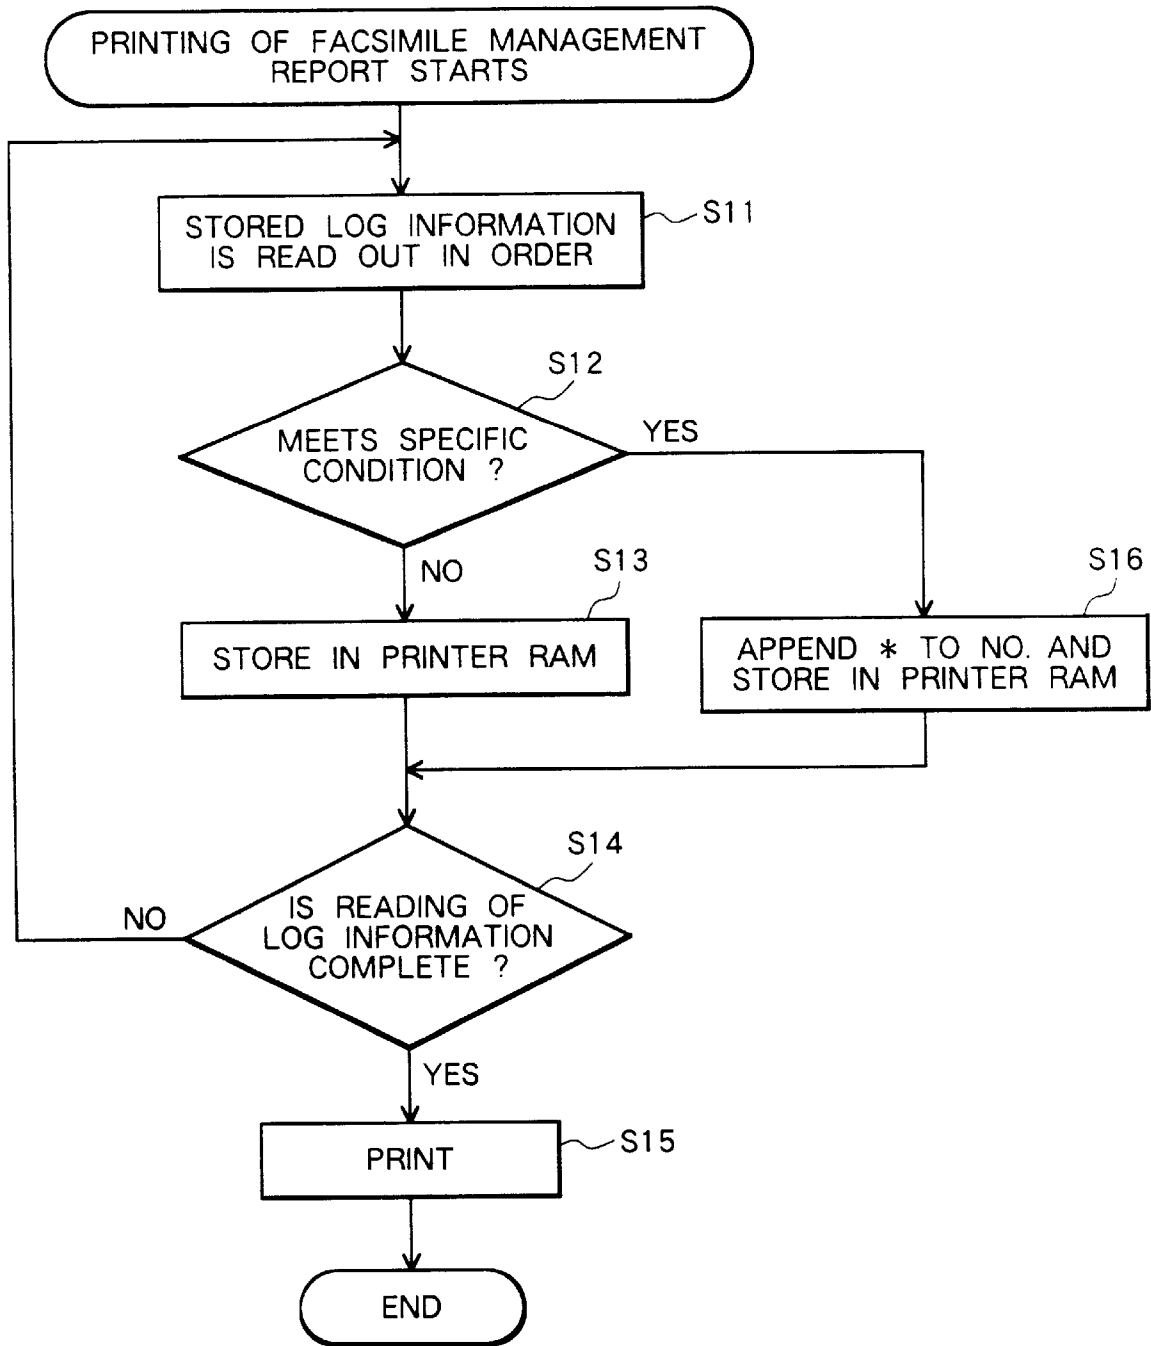 PRINTING OF FACSIMILE MANAGEMENT
REPORT STARTS
STORED LOG INFORMATION
IS READ OUT IN ORDER
S11
S12
MEETS SPECIFIC
CONDITION ?
YES
NO
S13
STORE IN PRINTER RAM
S16
APPEND * TO NO. AND
STORE IN PRINTER RAM
S14
IS READING OF
LOG INFORMATION
COMPLETE ?
NO
YES
PRINT
S15
END